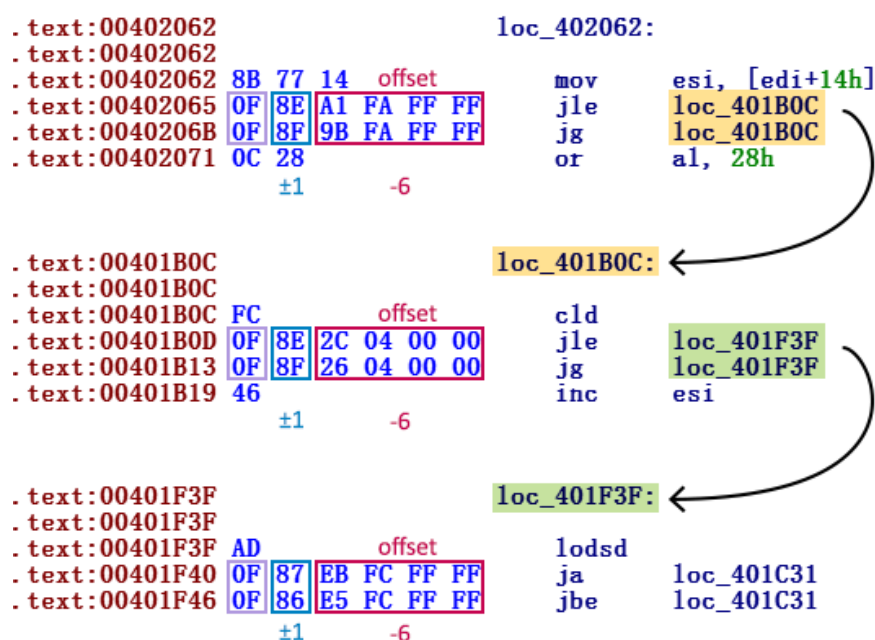 .text:00402062 loc_402062:
.text:00402062
.text:00402062 8B 77 14 offset mov esi, [edi+14h]
.text:00402065 0F 8E A1 FA FF FF jle loc_401B0C
.text:0040206B 0F 8F 9B FA FF FF jg loc_401B0C
.text:00402071 0C 28 or al, 28h
±1 -6
.text:00401B0C loc_401B0C:
.text:00401B0C
.text:00401B0C FC offset cld
.text:00401B0D 0F 8E 2C 04 00 00 jle loc_401F3F
.text:00401B13 0F 8F 26 04 00 00 jg loc_401F3F
.text:00401B19 46 inc esi
±1 -6
.text:00401F3F loc_401F3F:
.text:00401F3F
.text:00401F3F AD offset lodsd
.text:00401F40 0F 87 EB FC FF FF ja loc_401C31
.text:00401F46 0F 86 E5 FC FF FF jbe loc_401C31
±1 -6